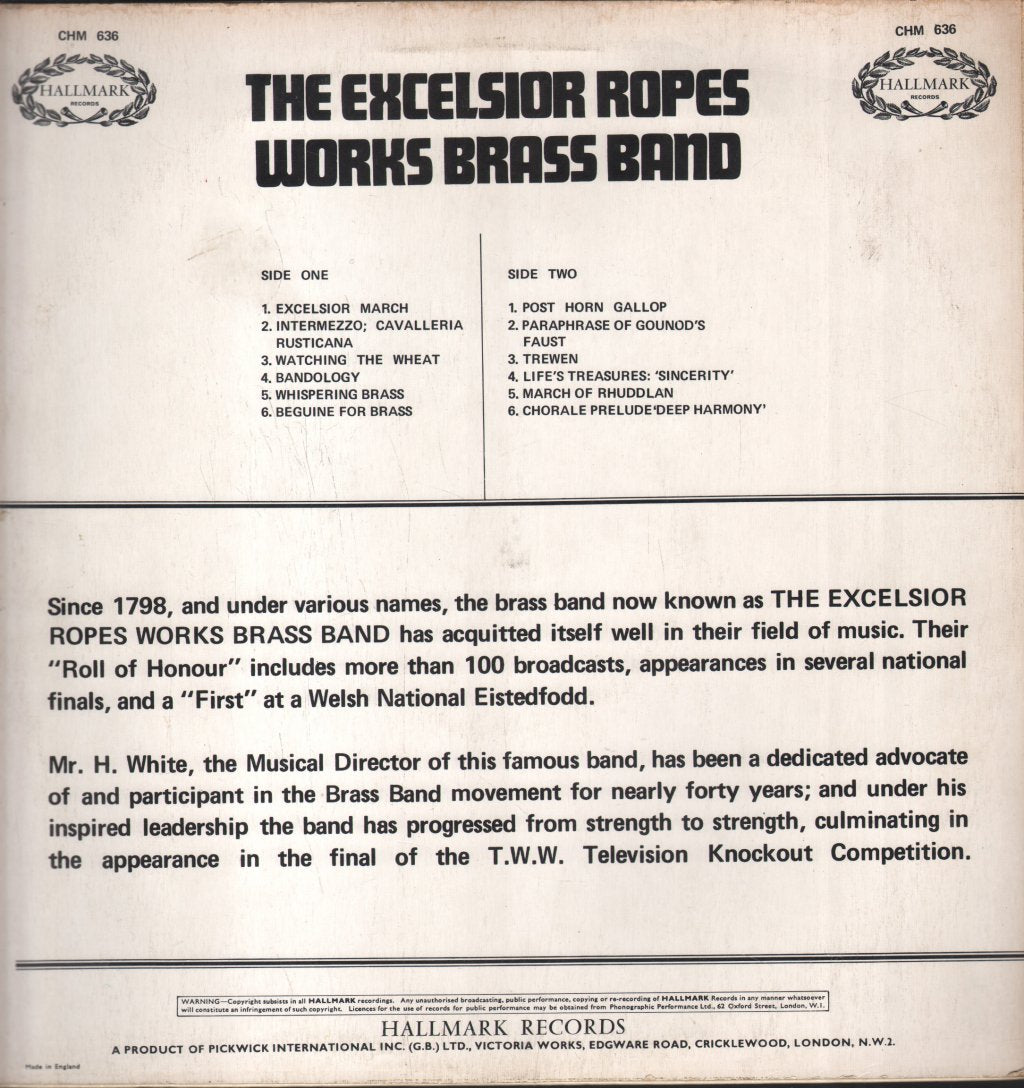 CHM 636
CHM 636
HALLMARK
RECORDS
HALLMARK
RECORDS
THE EXCELSIOR ROPES
WORKS BRASS BAND
SIDE ONE
1. EXCELSIOR MARCH
2. INTERMEZZO; CAVALLERIA
RUSTICANA
3. WATCHING THE WHEAT
4. BANDOLOGY
5. WHISPERING BRASS
6. BEGUINE FOR BRASS
SIDE TWO
1. POST HORN GALLOP
2. PARAPHRASE OF GOUNOD'S
FAUST
3. TREWEN
4. LIFE'S TREASURES: 'SINCERITY'
5. MARCH OF RHUDDLAN
6. CHORALE PRELUDE'DEEP HARMONY'
Since 1798, and under various names, the brass band now known as THE EXCELSIOR
ROPES WORKS BRASS BAND has acquitted itself well in their field of music. Their
"Roll of Honour" includes more than 100 broadcasts, appearances in several national
finals, and a "First" at a Welsh National Eistedfodd.
Mr. H. White, the Musical Director of this famous band, has been a dedicated advocate
of and participant in the Brass Band movement for nearly forty years; and under his
inspired leadership the band has progressed from strength to strength, culminating in
the appearance in the final of the T.W.W. Television Knockout Competition.
WARNING—Copyright subsists in all HALLMARK recordings. Any unauthorised broadcasting, public performance, copying or re-recording of HALLMARK Records in any manner whatsoever
will constitute an infringement of such copyright. Licences for the use of records for public performance may be obtained from Phonographic Performance Ltd., 62 Oxford Street, London, W.1.
HALLMARK RECORDS
A PRODUCT OF PICKWICK INTERNATIONAL INC. (G.B.) LTD., VICTORIA WORKS, EDGWARE ROAD, CRICKLEWOOD, LONDON, N.W.2.
Made in England